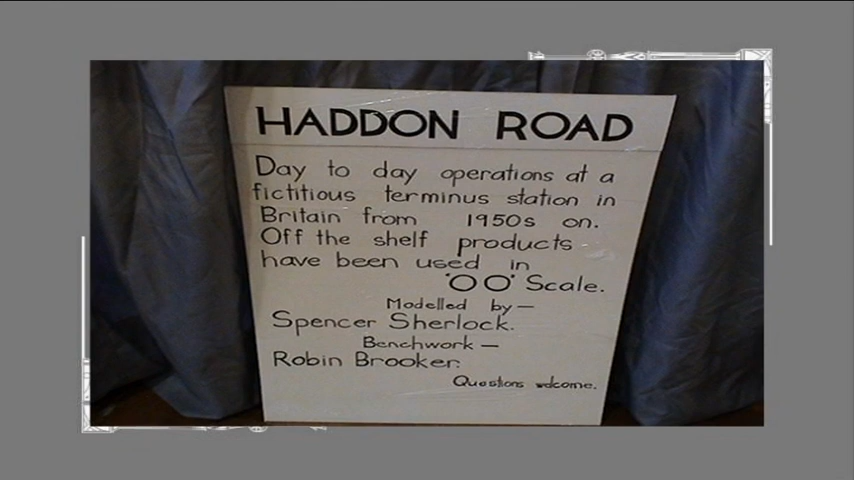 HADDON ROAD
Day to day operations at a
fictitious terminus station in
Britain from 1950s on.
Off the shelf products
have been used in
'OO' Scale.
Modelled by—
Spencer Sherlock.
Benchwork —
Robin Brooker.
Questions welcome.